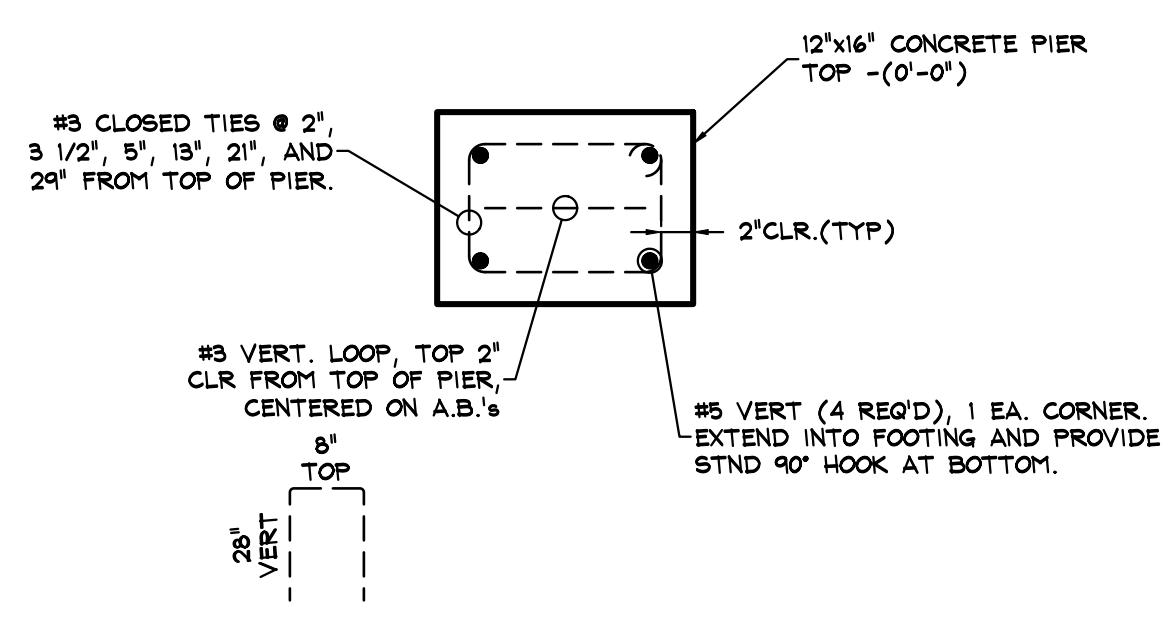 12"x16" CONCRETE PIER
TOP -(0'-0")
#3 CLOSED TIES @ 2",
3 1/2", 5", 13", 21", AND
29" FROM TOP OF PIER.
2"CLR.(TYP)
#3 VERT. LOOP, TOP 2"
CLR FROM TOP OF PIER,
CENTERED ON A.B.'s
#5 VERT (4 REQ'D), 1 EA. CORNER.
EXTEND INTO FOOTING AND PROVIDE
STND 90° HOOK AT BOTTOM.
8"
TOP
28"
VERT